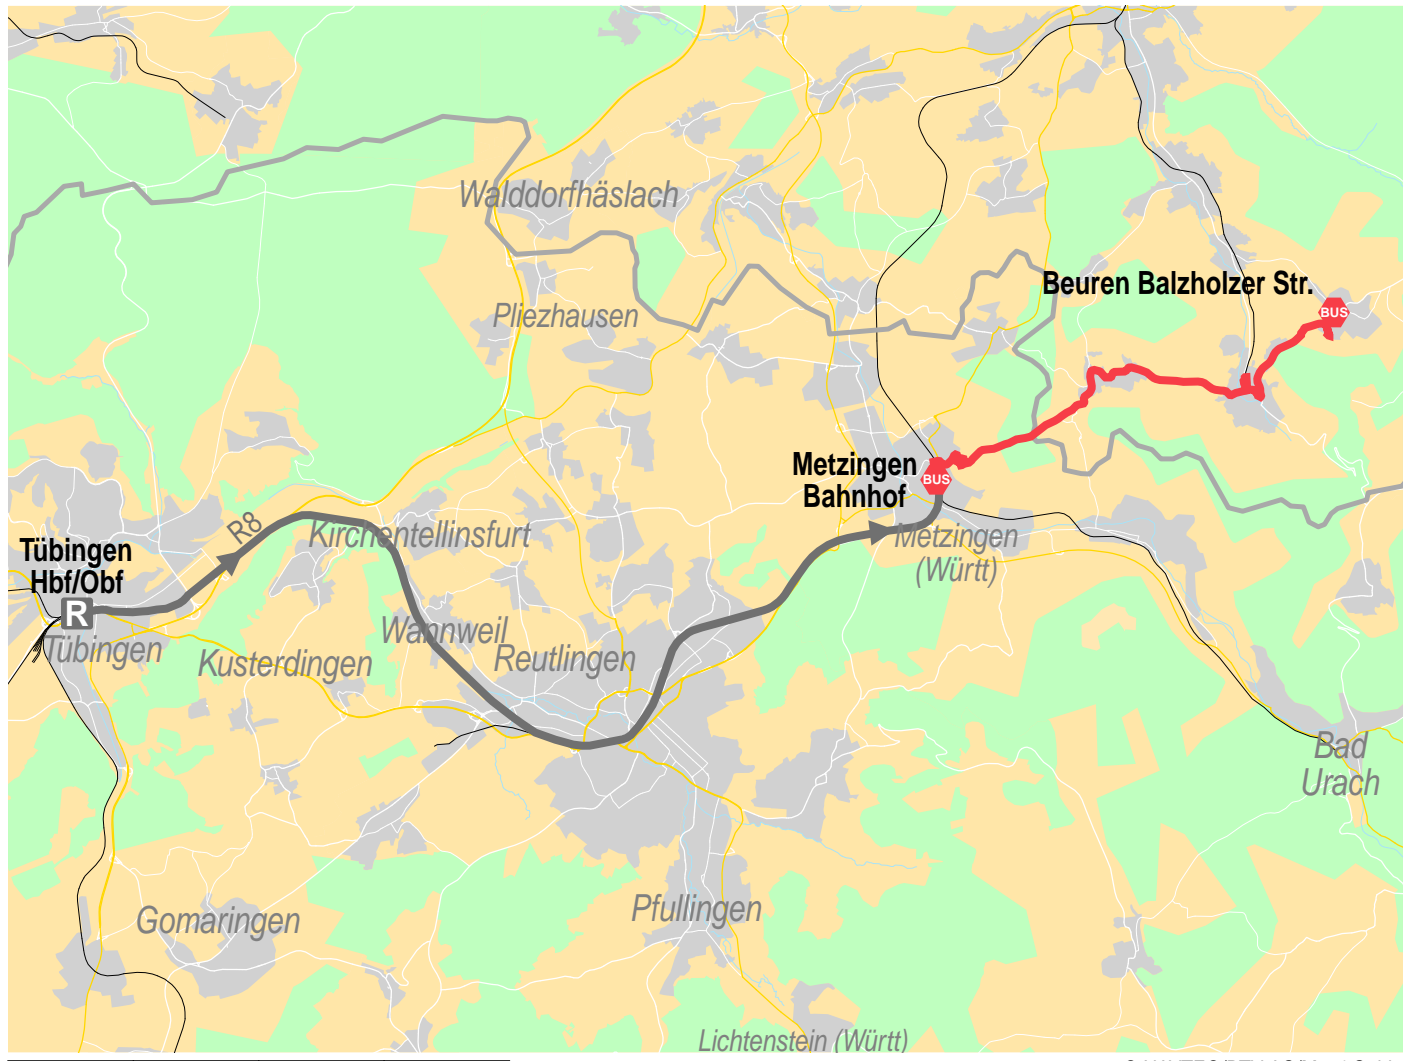 Walddorfhäslach
Beuren Balzholzer Str.
BUS
Pliezhausen
Metzingen
Bahnhof
BUS
R8
Kirchentellinsfurt
Metzingen
(Württ)
Tübingen
Hbf/Obf
R
Tübingen
Wannweil
Kusterdingen
Reutlingen
Bad
Urach
Pfullingen
Gomaringen
Lichtenstein (Württ)